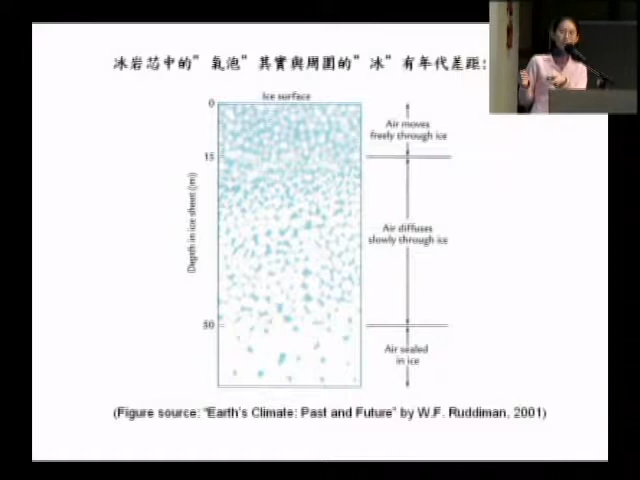 冰岩芯中的"氣泡"其實與周圍的"冰"有年代差距:
Ice surface
0
Air moves
freely through ice
15
Depth in ice sheet (m)
Air diffuses
slowly through ice
50
Air sealed
in ice
(Figure source: "Earth's Climate: Past and Future" by W.F. Ruddiman, 2001)